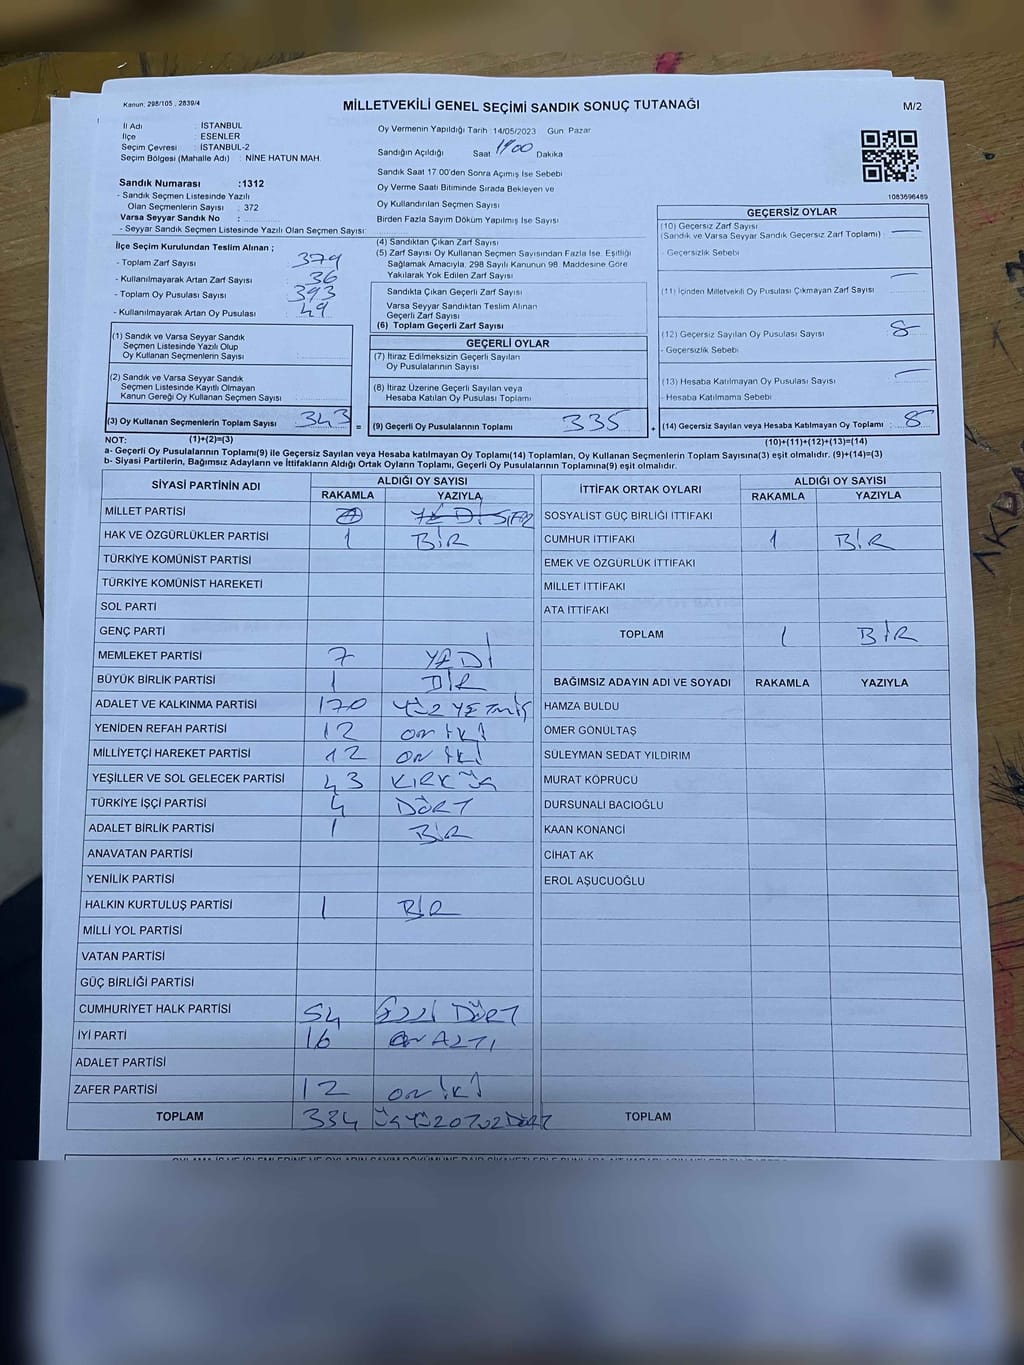 Kanun: 298/105 , 2839/4
MİLLETVEKİLİ GENEL SEÇİMİ SANDIK SONUÇ TUTANAĞI
M/2
İl Adı : İSTANBUL
İlçe : ESENLER
Seçim Çevresi : İSTANBUL-2
Seçim Bölgesi (Mahalle Adı) : NİNE HATUN MAH.
Sandık Numarası :1312
- Sandık Seçmen Listesinde Yazılı
Olan Seçmenlerin Sayısı : 372
Varsa Seyyar Sandık No :
- Seyyar Sandık Seçmen Listesinde Yazılı Olan Seçmen Sayısı:
İlçe Seçim Kurulundan Teslim Alınan ;
- Toplam Zarf Sayısı : 379
- Kullanılmayarak Artan Zarf Sayısı : 36
- Toplam Oy Pusulası Sayısı : 393
- Kullanılmayarak Artan Oy Pusulası : 49
(1) Sandık ve Varsa Seyyar Sandık
Seçmen Listesinde Yazılı Olup
Oy Kullanan Seçmenlerin Sayısı :
(2) Sandık ve Varsa Seyyar Sandık
Seçmen Listesinde Kayıtlı Olmayan
Kanun Gereği Oy Kullanan Seçmen Sayısı :
(3) Oy Kullanan Seçmenlerin Toplam Sayısı : 343 =
Oy Vermenin Yapıldığı Tarih :14/05/2023 Gün Pazar
Sandığın Açıldığı Saat 1900 Dakika
Sandık Saat 17.00'den Sonra Açımış İse Sebebi
Oy Verme Saati Bitiminde Sırada Bekleyen ve
Oy Kullandırılan Seçmen Sayısı
Birden Fazla Sayım Döküm Yapılmış İse Sayısı
(4) Sandıktan Çıkan Zarf Sayısı
(5) Zarf Sayısı Oy Kullanan Seçmen Sayısından Fazla İse, Eşitliği
Sağlamak Amacıyla, 298 Sayılı Kanunun 98. Maddesine Göre
Yakılarak Yok Edilen Zarf Sayısı
Sandıkta Çıkan Geçerli Zarf Sayısı
Varsa Seyyar Sandıktan Teslim Alınan
Geçerli Zarf Sayısı
(6) Toplam Geçerli Zarf Sayısı
GEÇERLİ OYLAR
(7) İtiraz Edilmeksizin Geçerli Sayılan
Oy Pusulalarının Sayısı
(8) İtiraz Üzerine Geçerli Sayılan veya
Hesaba Katılan Oy Pusulası Toplamı
(9) Geçerli Oy Pusulalarının Toplamı 335 +
1083696489
GEÇERSİZ OYLAR
(10) Geçersiz Zarf Sayısı
(Sandık ve Varsa Seyyar Sandık Geçersiz Zarf Toplamı) : —
- Geçersizlik Sebebi
(11) İçinden Milletvekili Oy Pusulası Çıkmayan Zarf Sayısı —
(12) Geçersiz Sayılan Oy Pusulası Sayısı 8
- Geçersizlik Sebebi
(13) Hesaba Katılmayan Oy Pusulası Sayısı —
- Hesaba Katılmama Sebebi
(14) Geçersiz Sayılan veya Hesaba Katılmayan Oy Toplamı : 8
NOT: (1)+(2)=(3)
(10)+(11)+(12)+(13)=(14)
a- Geçerli Oy Pusulalarının Toplamı(9) ile Geçersiz Sayılan veya Hesaba katılmayan Oy Toplamı(14) Toplamları, Oy Kullanan Seçmenlerin Toplam Sayısına(3) eşit olmalıdır. (9)+(14)=(3)
b- Siyasi Partilerin, Bağımsız Adayların ve İttifakların Aldığı Ortak Oyların Toplamı, Geçerli Oy Pusulalarının Toplamına(9) eşit olmalıdır.
SİYASİ PARTİNİN ADI ALDIĞI OY SAYISI
RAKAMLA YAZIYLA
MİLLET PARTİSİ
HAK VE ÖZGÜRLÜKLER PARTİSİ 1 BİR
TÜRKİYE KOMÜNİST PARTİSİ
TÜRKİYE KOMÜNİST HAREKETİ
SOL PARTİ
GENÇ PARTİ
MEMLEKET PARTİSİ 7 YEDİ
BÜYÜK BİRLİK PARTİSİ 1 BİR
ADALET VE KALKINMA PARTİSİ 170 YÜZ YETMİŞ
YENİDEN REFAH PARTİSİ 12 ON İKİ
MİLLİYETÇİ HAREKET PARTİSİ 12 ON İKİ
YEŞİLLER VE SOL GELECEK PARTİSİ 43 KIRK ÜÇ
TÜRKİYE İŞÇİ PARTİSİ 4 DÖRT
ADALET BİRLİK PARTİSİ 1 BİR
ANAVATAN PARTİSİ
YENİLİK PARTİSİ
HALKIN KURTULUŞ PARTİSİ 1 BİR
MİLLİ YOL PARTİSİ
VATAN PARTİSİ
GÜÇ BİRLİĞİ PARTİSİ
CUMHURİYET HALK PARTİSİ 54 ELLİ DÖRT
İYİ PARTİ 16 ON ALTI
ADALET PARTİSİ
ZAFER PARTİSİ 12 ON İKİ
TOPLAM 334 ÜÇ YÜZ OTUZ DÖRT
İTTİFAK ORTAK OYLARI ALDIĞI OY SAYISI
RAKAMLA YAZIYLA
SOSYALİST GÜÇ BİRLİĞİ İTTİFAKI
CUMHUR İTTİFAKI 1 BİR
EMEK VE ÖZGÜRLÜK İTTİFAKI
MİLLET İTTİFAKI
ATA İTTİFAKI
TOPLAM 1 BİR
BAĞIMSIZ ADAYIN ADI VE SOYADI RAKAMLA YAZIYLA
HAMZA BULDU
ÖMER GÖNÜLTAŞ
SÜLEYMAN SEDAT YILDIRIM
MURAT KÖPRÜCÜ
DURSUNALİ BACIOĞLU
KAAN KONANCİ
CİHAT AK
EROL AŞUCUOĞLU
TOPLAM